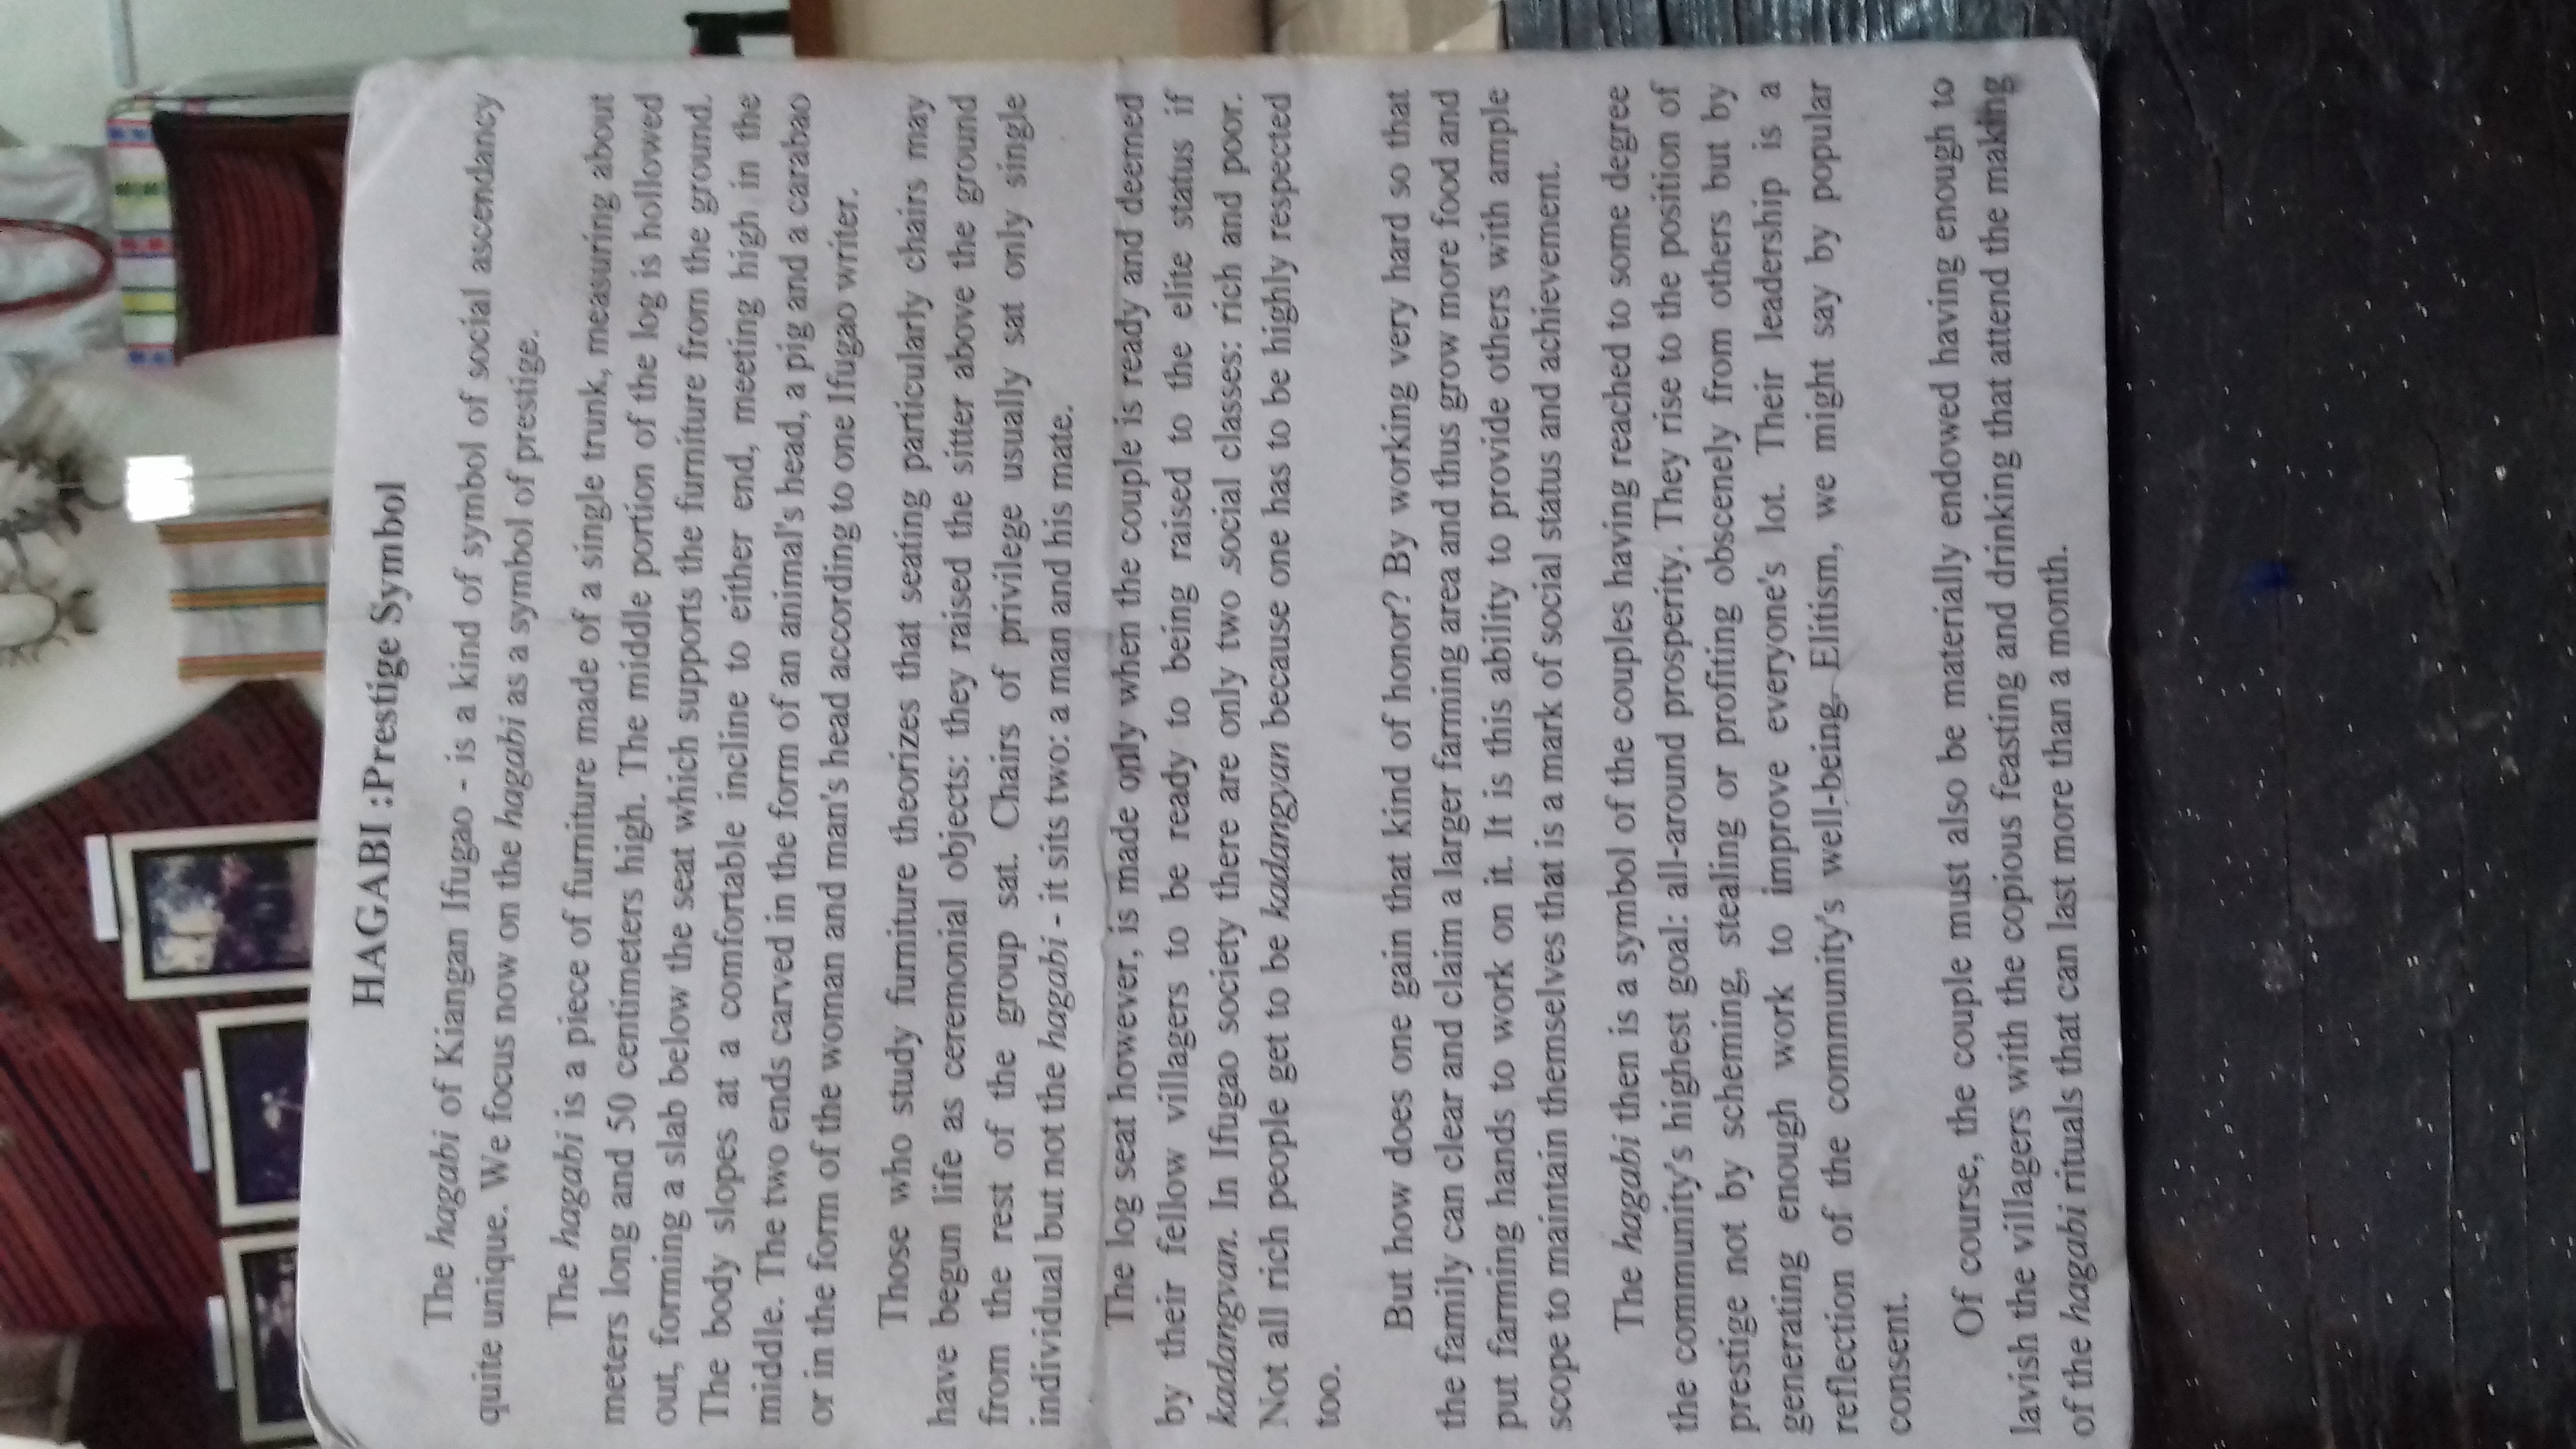 HAGABI :Prestige Symbol
The hagabi of Kiangan Ifugao - is a kind of symbol of social ascendancy
quite unique. We focus now on the hagabi as a symbol of prestige.
The hagabi is a piece of furniture made of a single trunk, measuring about
meters long and 50 centimeters high. The middle portion of the log is hollowed
out, forming a slab below the seat which supports the furniture from the ground.
The body slopes at a comfortable incline to either end, meeting high in the
middle. The two ends carved in the form of an animal's head, a pig and a carabao
or in the form of the woman and man's head according to one Ifugao writer.
Those who study furniture theorizes that seating particularly chairs may
have begun life as ceremonial objects: they raised the sitter above the ground
from the rest of the group sat. Chairs of privilege usually sat only single
individual but not the hagabi - it sits two: a man and his mate.
The log seat however, is made only when the couple is ready and deemed
by their fellow villagers to be ready to being raised to the elite status if
kadangyan. In Ifugao society there are only two social classes: rich and poor.
Not all rich people get to be kadangyan because one has to be highly respected
too.
But how does one gain that kind of honor? By working very hard so that
the family can clear and claim a larger farming area and thus grow more food and
put farming hands to work on it. It is this ability to provide others with ample
scope to maintain themselves that is a mark of social status and achievement.
The hagabi then is a symbol of the couples having reached to some degree
the community's highest goal: all-around prosperity. They rise to the position of
prestige not by scheming, stealing or profiting obscenely from others but by
generating enough work to improve everyone's lot. Their leadership is a
reflection of the community's well-being. Elitism, we might say by popular
consent.
Of course, the couple must also be materially endowed having enough to
lavish the villagers with the copious feasting and drinking that attend the making
of the hagabi rituals that can last more than a month.